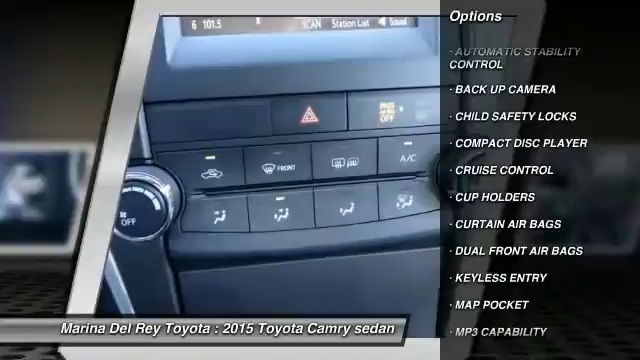 6 101.5 SCAN Station List Sound
PASS AIR BAG OFF
FRONT
A/C
OFF
Options
· AUTOMATIC STABILITY
CONTROL
· BACK UP CAMERA
· CHILD SAFETY LOCKS
· COMPACT DISC PLAYER
· CRUISE CONTROL
· CUP HOLDERS
· CURTAIN AIR BAGS
· DUAL FRONT AIR BAGS
· KEYLESS ENTRY
· MAP POCKET
· MP3 CAPABILITY
Marina Del Rey Toyota : 2015 Toyota Camry sedan